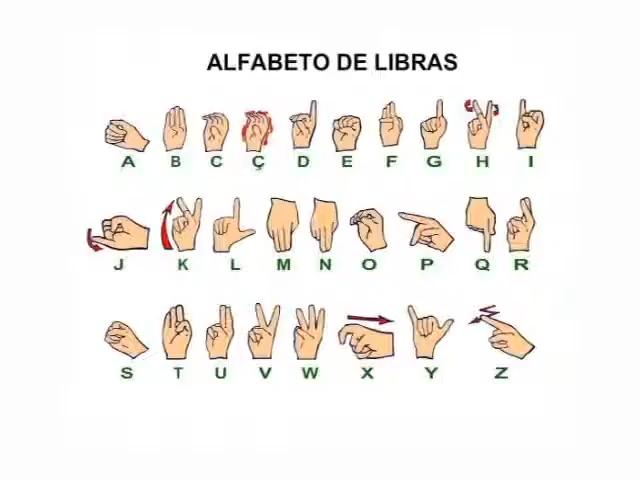 ALFABETO DE LIBRAS
A B C Ç D E F G H I
J K L M N O P Q R
S T U V W X Y Z